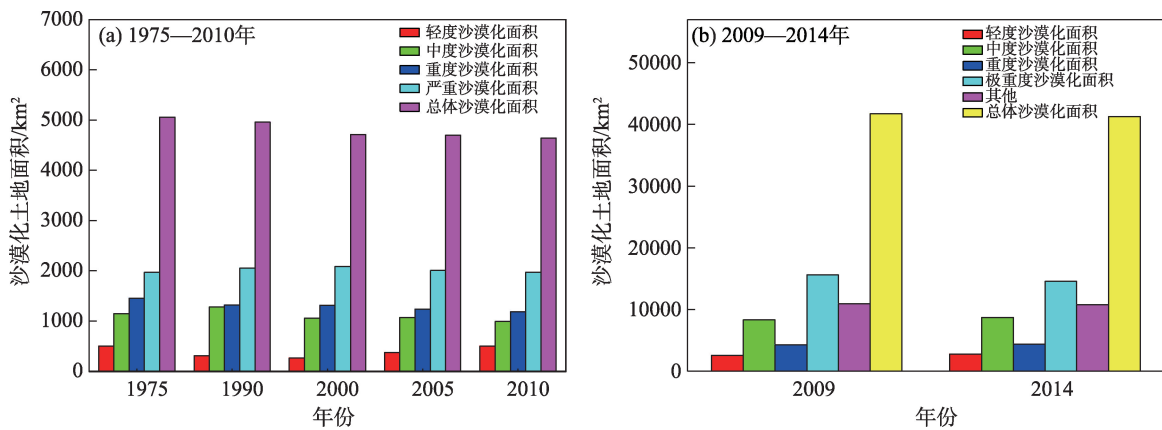 (a) 1975—2010年
轻度沙漠化面积
中度沙漠化面积
重度沙漠化面积
严重沙漠化面积
总体沙漠化面积
沙漠化土地面积/km²
7000
6000
5000
4000
3000
2000
1000
0
1975
1990
2000
2005
2010
年份
(b) 2009—2014年
轻度沙漠化面积
中度沙漠化面积
重度沙漠化面积
极重度沙漠化面积
其他
总体沙漠化面积
沙漠化土地面积/km²
50000
40000
30000
20000
10000
0
2009
2014
年份